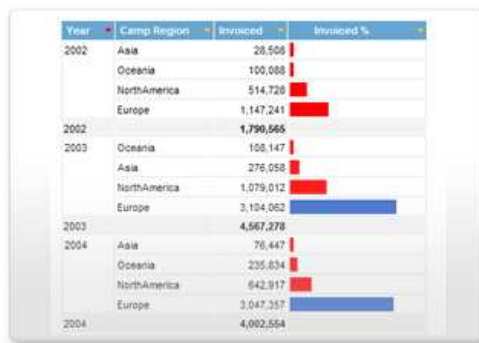 Year Camp Region Invoiced Invoiced %
2002 Asia 28,508
Oceania 100,088
NorthAmerica 514,728
Europe 1,147,241
2002 1,790,565
2003 Oceania 108,147
Asia 276,058
NorthAmerica 1,079,012
Europe 3,104,062
2003 4,567,278
2004 Asia 76,447
Oceania 235,834
NorthAmerica 642,917
Europe 3,047,357
2004 4,002,554